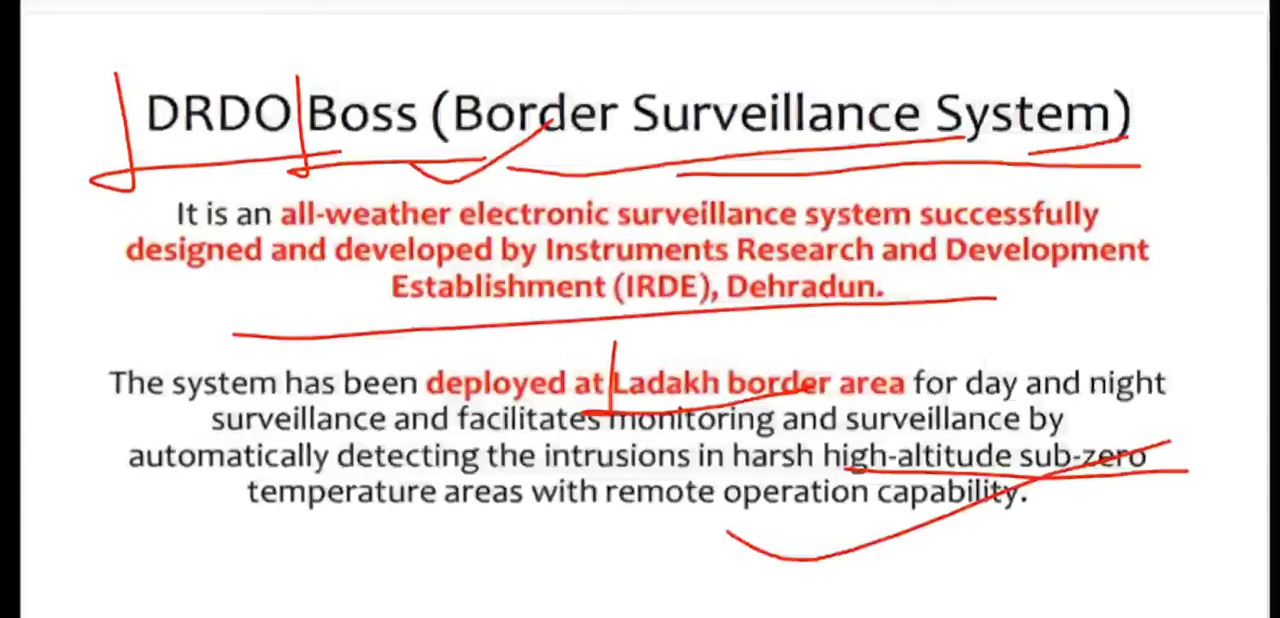 DRDO Boss (Border Surveillance System)
It is an all-weather electronic surveillance system successfully
designed and developed by Instruments Research and Development
Establishment (IRDE), Dehradun.
The system has been deployed at Ladakh border area for day and night
surveillance and facilitates monitoring and surveillance by
automatically detecting the intrusions in harsh high-altitude sub-zero
temperature areas with remote operation capability.